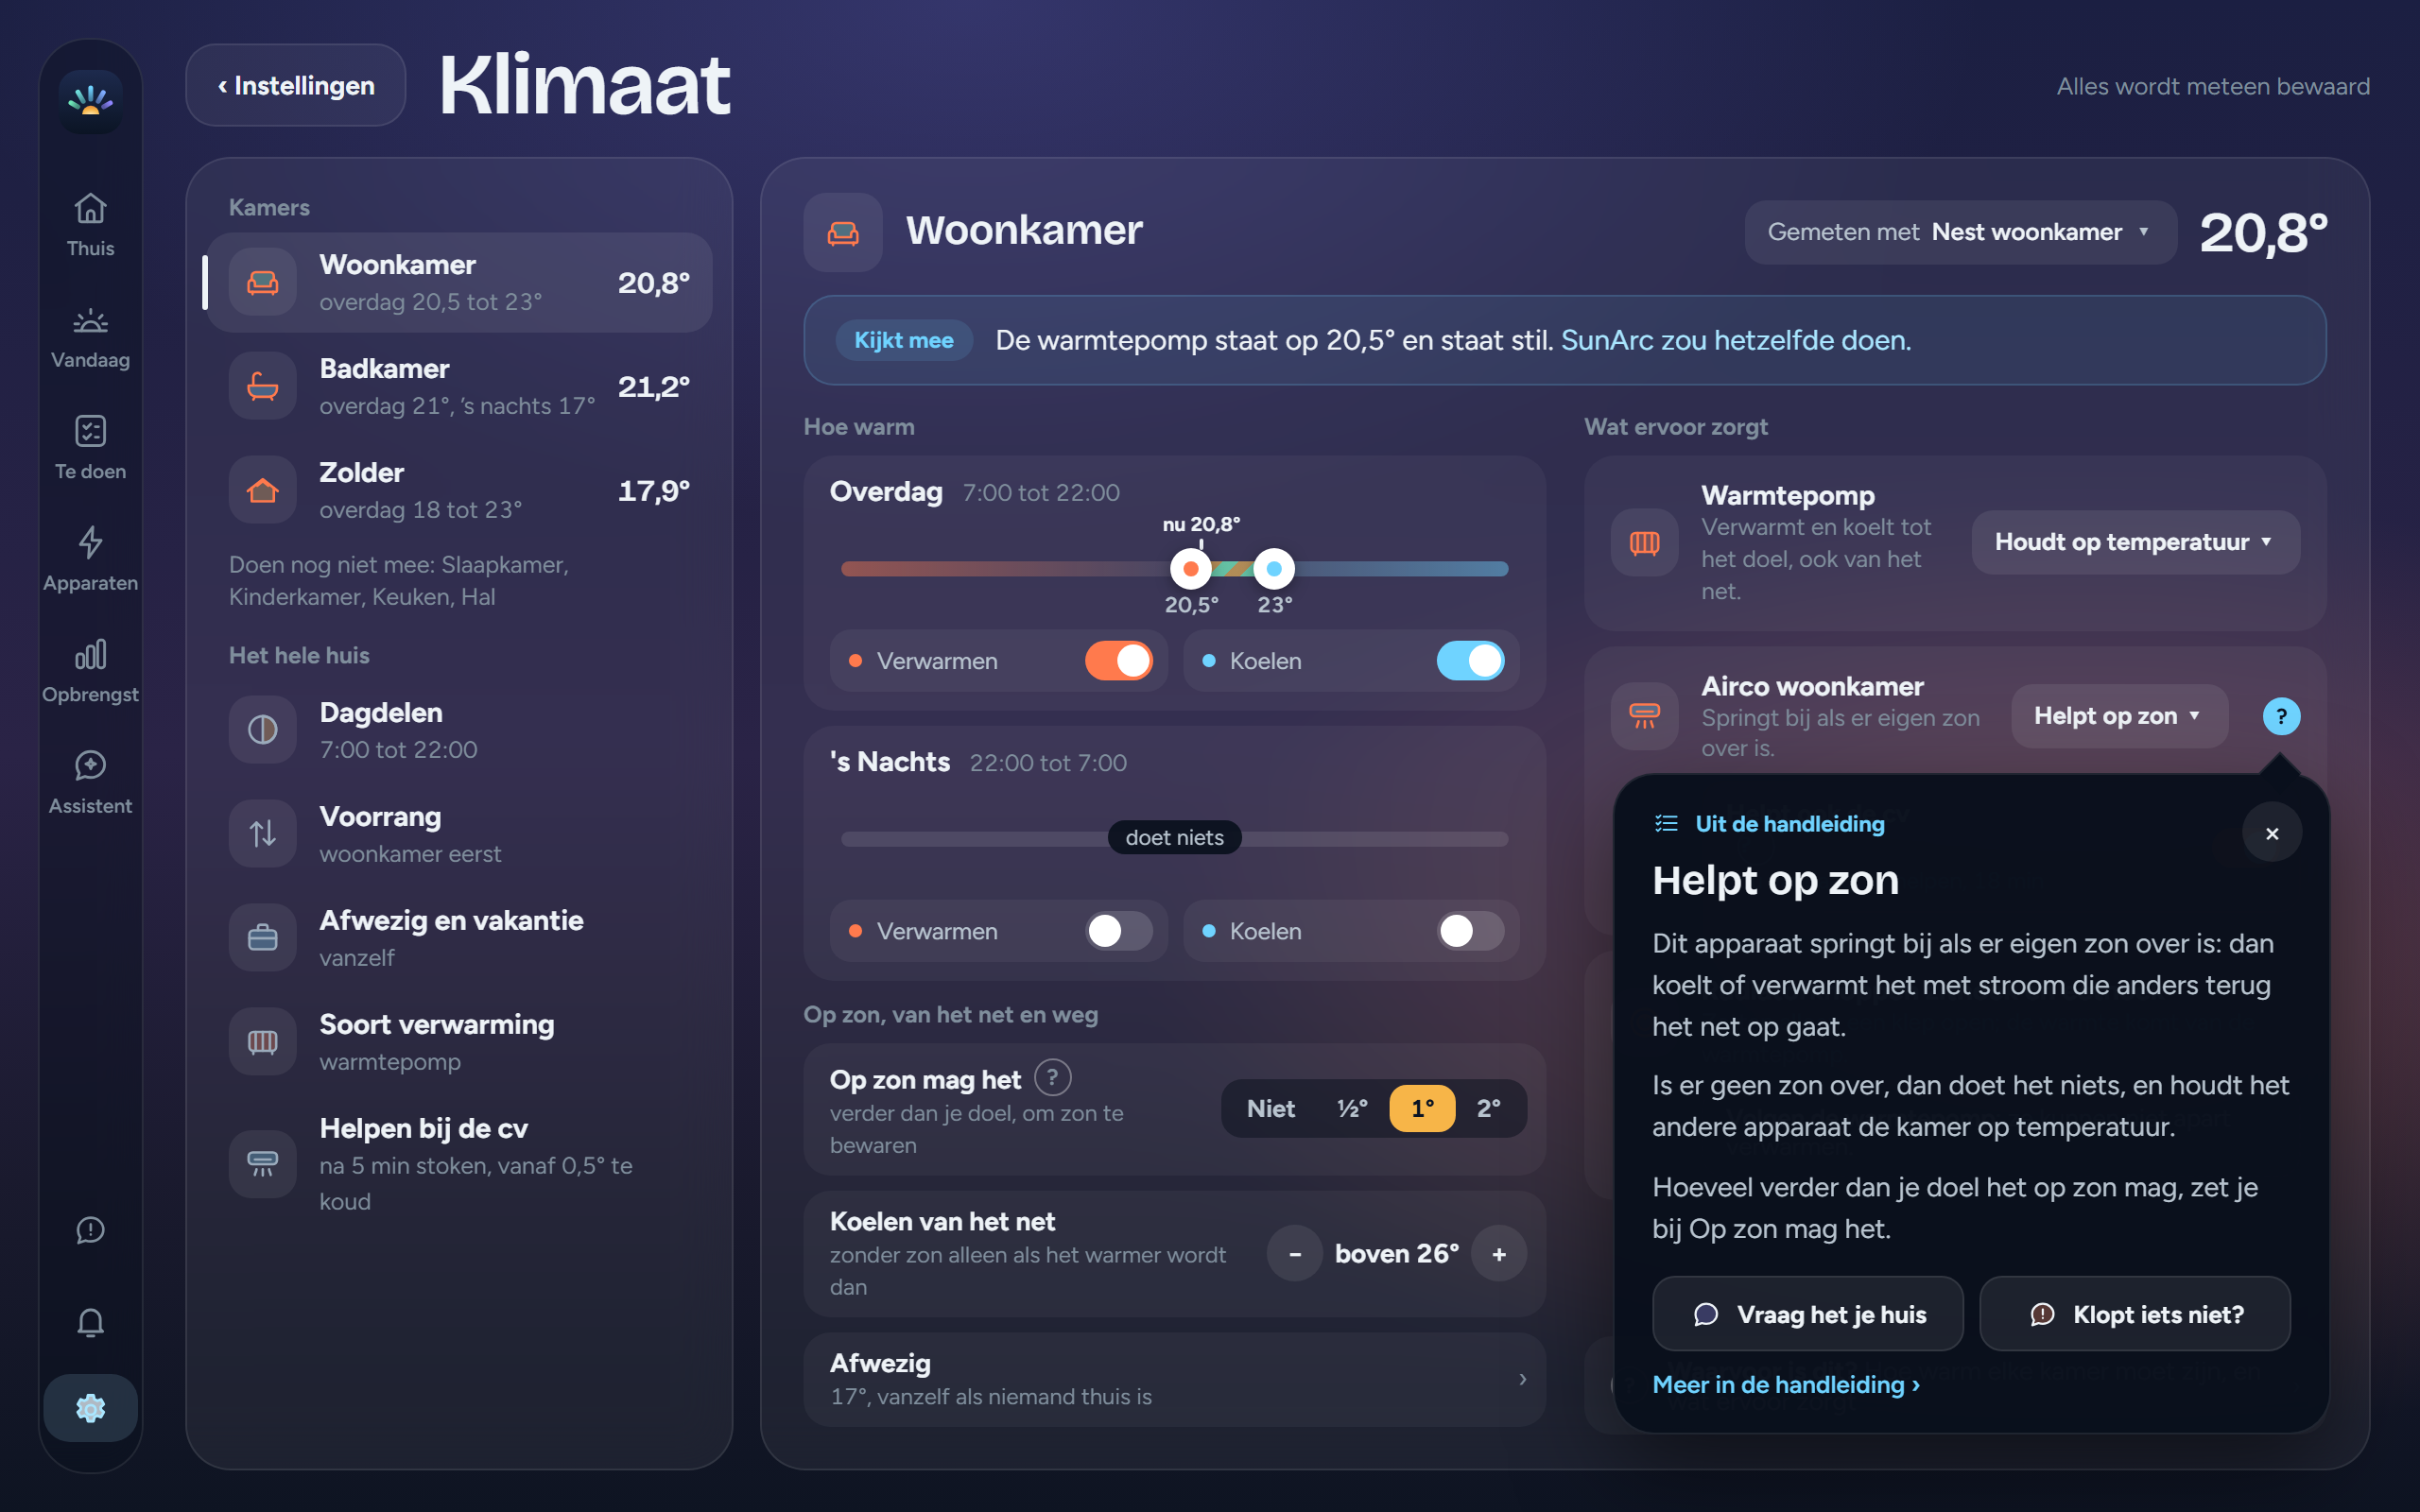 ‹ Instellingen
Klimaat
Alles wordt meteen bewaard
Thuis
Vandaag
Te doen
Apparaten
Opbrengst
Assistent
Kamers
Woonkamer
overdag 20,5 tot 23°
20,8°
Badkamer
overdag 21°, 's nachts 17°
21,2°
Zolder
overdag 18 tot 23°
17,9°
Doen nog niet mee: Slaapkamer,
Kinderkamer, Keuken, Hal
Het hele huis
Dagdelen
7:00 tot 22:00
Voorrang
woonkamer eerst
Afwezig en vakantie
vanzelf
Soort verwarming
warmtepomp
Helpen bij de cv
na 5 min stoken, vanaf 0,5° te
koud
Woonkamer
Gemeten met Nest woonkamer ▾
20,8°
Kijkt mee
De warmtepomp staat op 20,5° en staat stil. SunArc zou hetzelfde doen.
Hoe warm
Overdag 7:00 tot 22:00
nu 20,8°
20,5° 23°
Verwarmen
Koelen
's Nachts 22:00 tot 7:00
doet niets
Verwarmen
Koelen
Op zon, van het net en weg
Op zon mag het ?
verder dan je doel, om zon te
bewaren
Niet ½° 1° 2°
Koelen van het net
zonder zon alleen als het warmer wordt
dan
– boven 26° +
Afwezig
17°, vanzelf als niemand thuis is
›
Wat ervoor zorgt
Warmtepomp
Verwarmt en koelt tot
het doel, ook van het
net.
Houdt op temperatuur ▾
Airco woonkamer
Springt bij als er eigen zon
over is.
Helpt op zon ▾
?
Uit de handleiding
×
Helpt op zon
Dit apparaat springt bij als er eigen zon over is: dan
koelt of verwarmt het met stroom die anders terug
het net op gaat.
Is er geen zon over, dan doet het niets, en houdt het
andere apparaat de kamer op temperatuur.
Hoeveel verder dan je doel het op zon mag, zet je
bij Op zon mag het.
Vraag het je huis
Klopt iets niet?
Meer in de handleiding ›